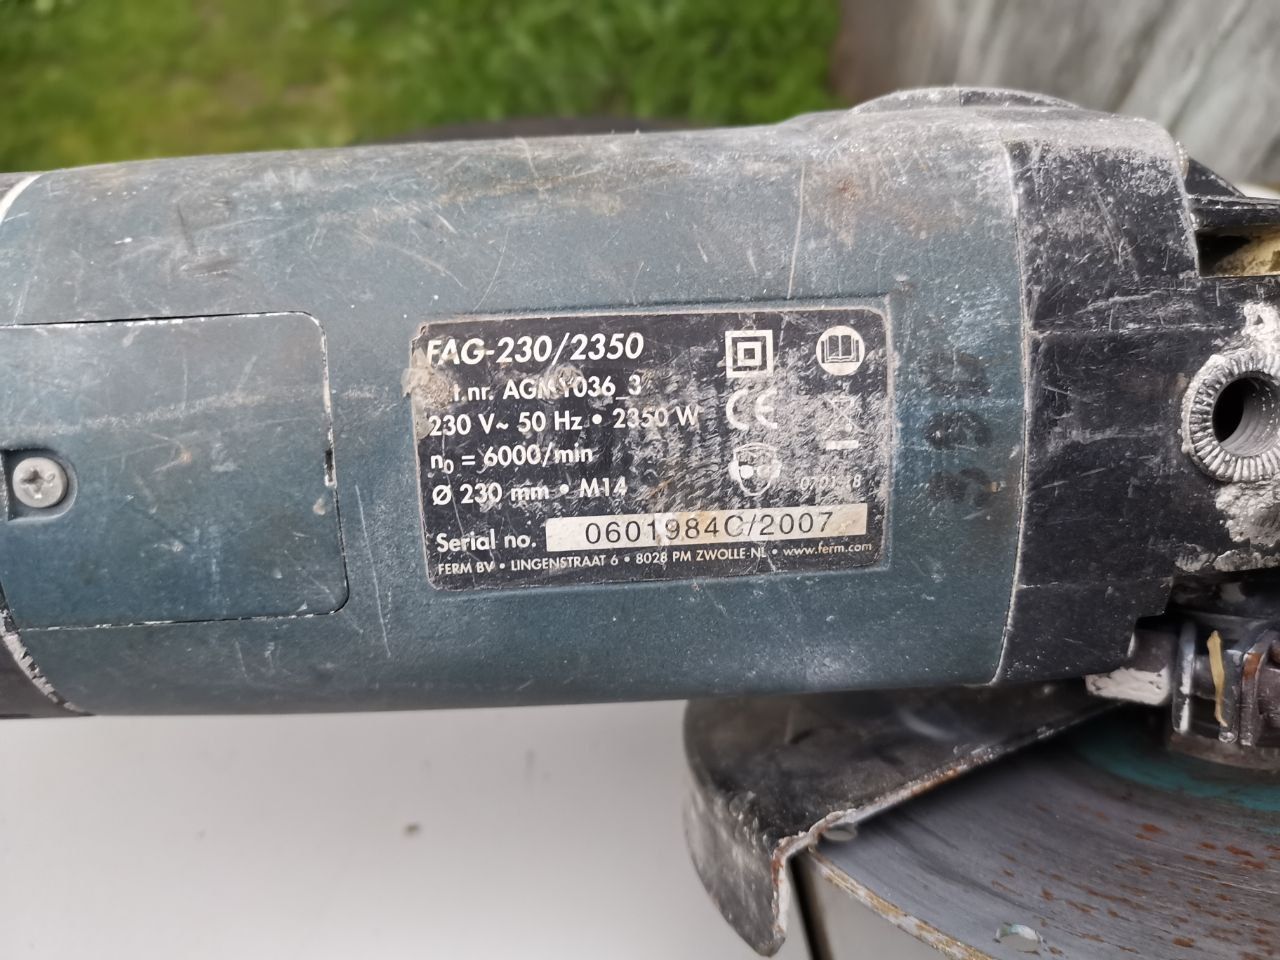 FAG-230/2350
AGM1036_3
230 V~ 50 Hz • 2350 W
n₀ = 6000/min
Ø 230 mm • M14
CE
Serial no. 0601984C/2007
FERM BV • LINGENSTRAAT 6 • 8028 PM ZWOLLE-NL • www.ferm.com